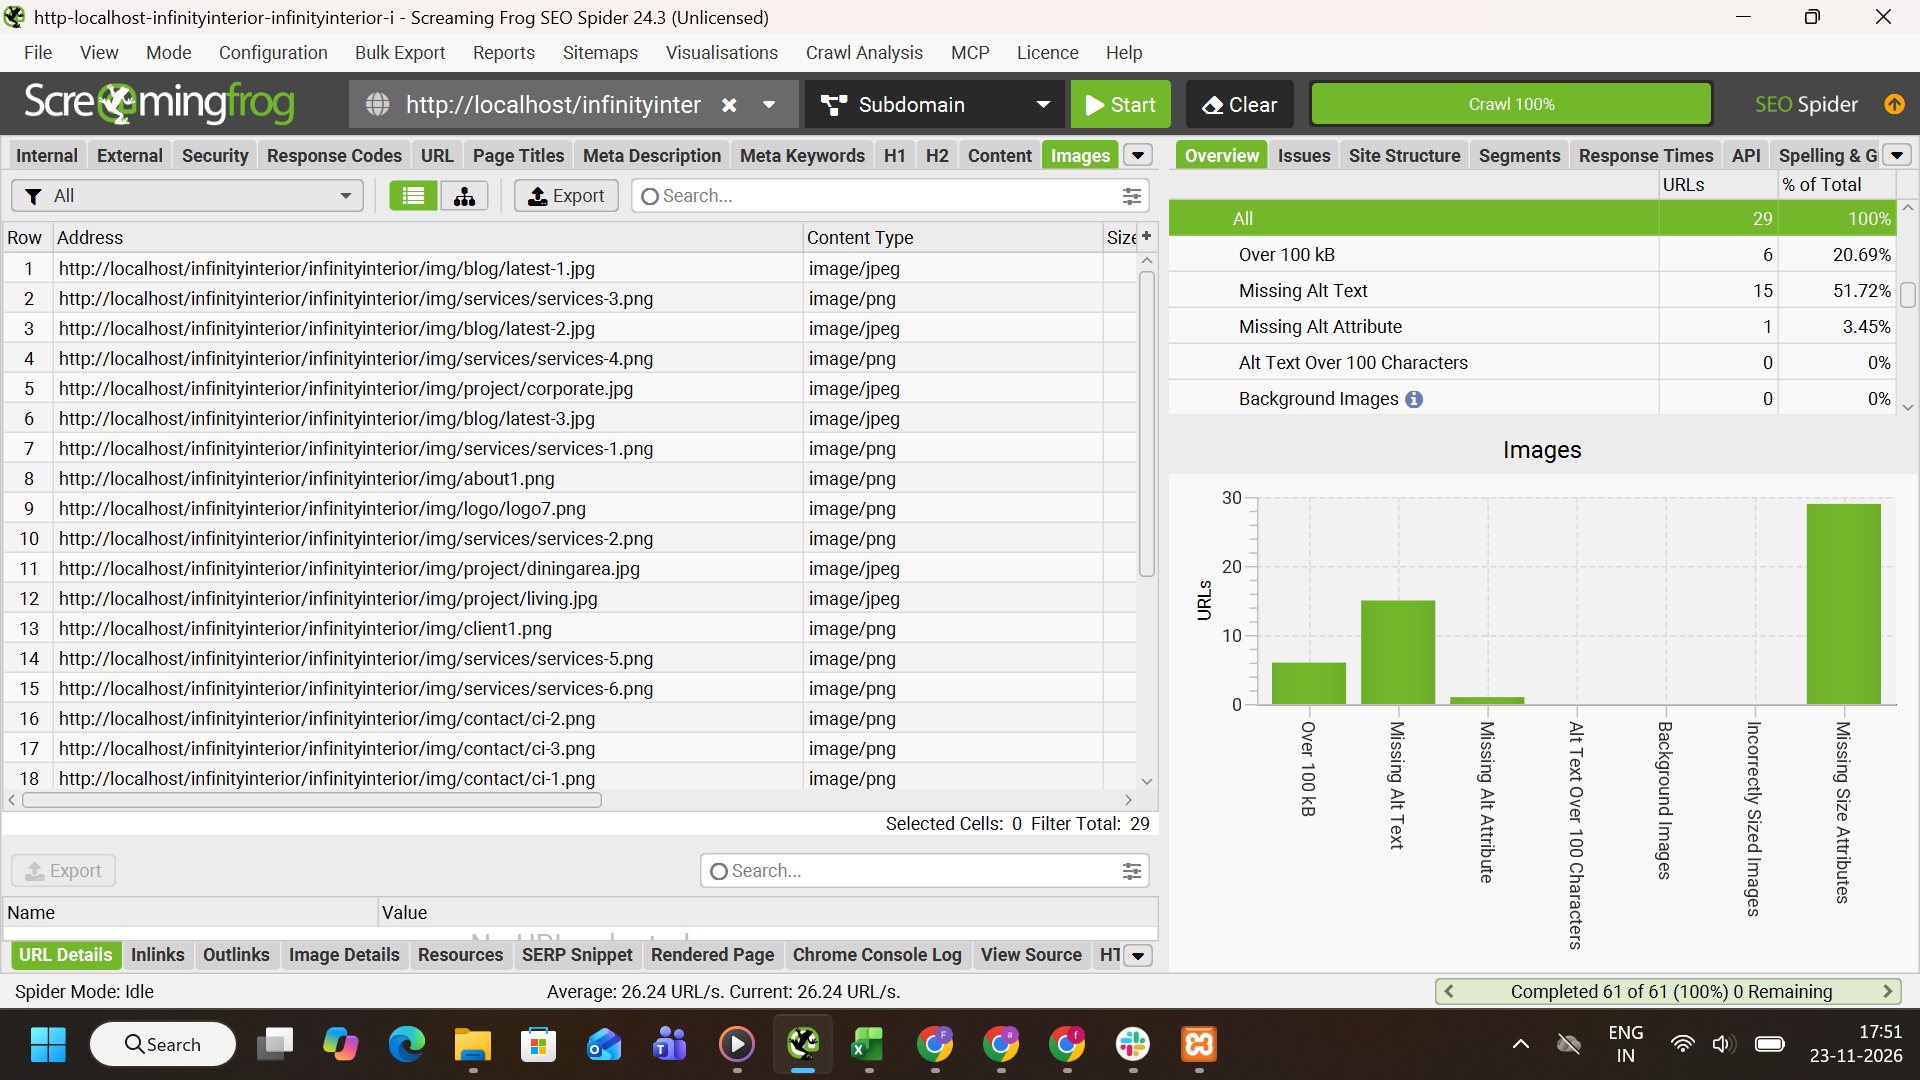 http-localhost-infinityinterior-infinityinterior-i - Screaming Frog SEO Spider 24.3 (Unlicensed)
File View Mode Configuration Bulk Export Reports Sitemaps Visualisations Crawl Analysis MCP Licence Help
Screamingfrog http://localhost/infinityinter Subdomain Start Clear Crawl 100% SEO Spider
Internal External Security Response Codes URL Page Titles Meta Description Meta Keywords H1 H2 Content Images
All Export Search...
Row Address Content Type Size
1 http://localhost/infinityinterior/infinityinterior/img/blog/latest-1.jpg image/jpeg
2 http://localhost/infinityinterior/infinityinterior/img/services/services-3.png image/png
3 http://localhost/infinityinterior/infinityinterior/img/blog/latest-2.jpg image/jpeg
4 http://localhost/infinityinterior/infinityinterior/img/services/services-4.png image/png
5 http://localhost/infinityinterior/infinityinterior/img/project/corporate.jpg image/jpeg
6 http://localhost/infinityinterior/infinityinterior/img/blog/latest-3.jpg image/jpeg
7 http://localhost/infinityinterior/infinityinterior/img/services/services-1.png image/png
8 http://localhost/infinityinterior/infinityinterior/img/about1.png image/png
9 http://localhost/infinityinterior/infinityinterior/img/logo/logo7.png image/png
10 http://localhost/infinityinterior/infinityinterior/img/services/services-2.png image/png
11 http://localhost/infinityinterior/infinityinterior/img/project/diningarea.jpg image/jpeg
12 http://localhost/infinityinterior/infinityinterior/img/project/living.jpg image/jpeg
13 http://localhost/infinityinterior/infinityinterior/img/client1.png image/png
14 http://localhost/infinityinterior/infinityinterior/img/services/services-5.png image/png
15 http://localhost/infinityinterior/infinityinterior/img/services/services-6.png image/png
16 http://localhost/infinityinterior/infinityinterior/img/contact/ci-2.png image/png
17 http://localhost/infinityinterior/infinityinterior/img/contact/ci-3.png image/png
18 http://localhost/infinityinterior/infinityinterior/img/contact/ci-1.png image/png
Selected Cells: 0 Filter Total: 29
Export Search...
Name Value
URL Details Inlinks Outlinks Image Details Resources SERP Snippet Rendered Page Chrome Console Log View Source HT
Overview Issues Site Structure Segments Response Times API Spelling & G
URLs % of Total
All 29 100%
Over 100 kB 6 20.69%
Missing Alt Text 15 51.72%
Missing Alt Attribute 1 3.45%
Alt Text Over 100 Characters 0 0%
Background Images 0 0%
Images
URLs
30
20
10
0
Over 100 kB
Missing Alt Text
Missing Alt Attribute
Alt Text Over 100 Characters
Background Images
Incorrectly Sized Images
Missing Size Attributes
Spider Mode: Idle Average: 26.24 URL/s. Current: 26.24 URL/s. Completed 61 of 61 (100%) 0 Remaining
Search ENG IN 17:51
23-11-2026